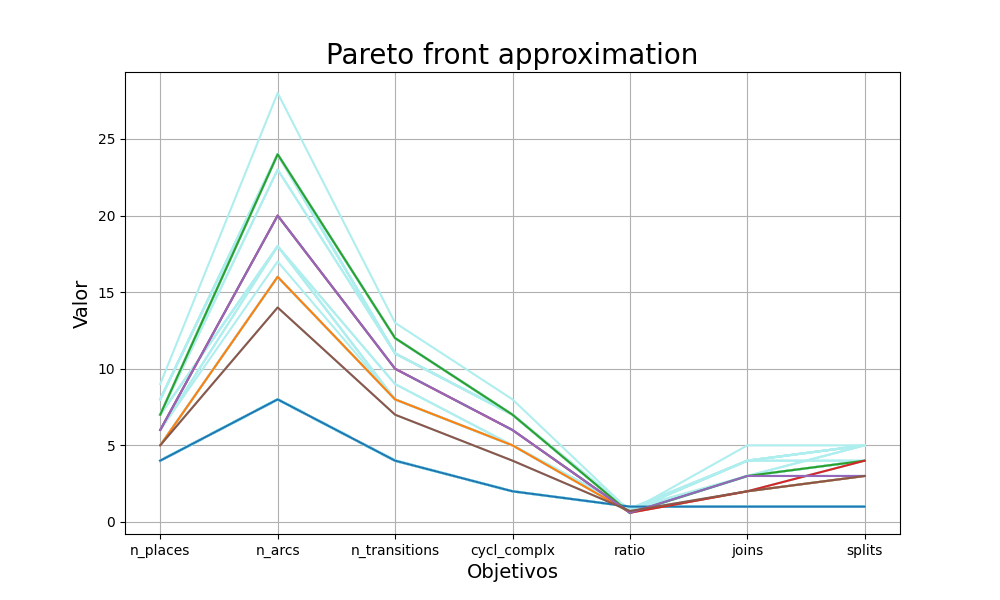 Pareto front approximation
Valor
25
20
15
10
5
0
n_places n_arcs n_transitions cycl_complx ratio joins splits
Objetivos